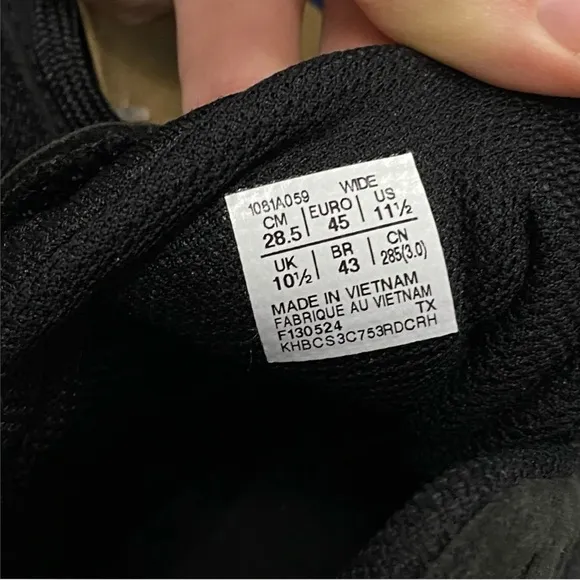 1081A059 WIDE
CM EURO US
28.5 45 11½
UK BR CN
10½ 43 285(3.0)
MADE IN VIETNAM
FABRIQUE AU VIETNAM
F130524 TX
KHBCS3C753RDCRH